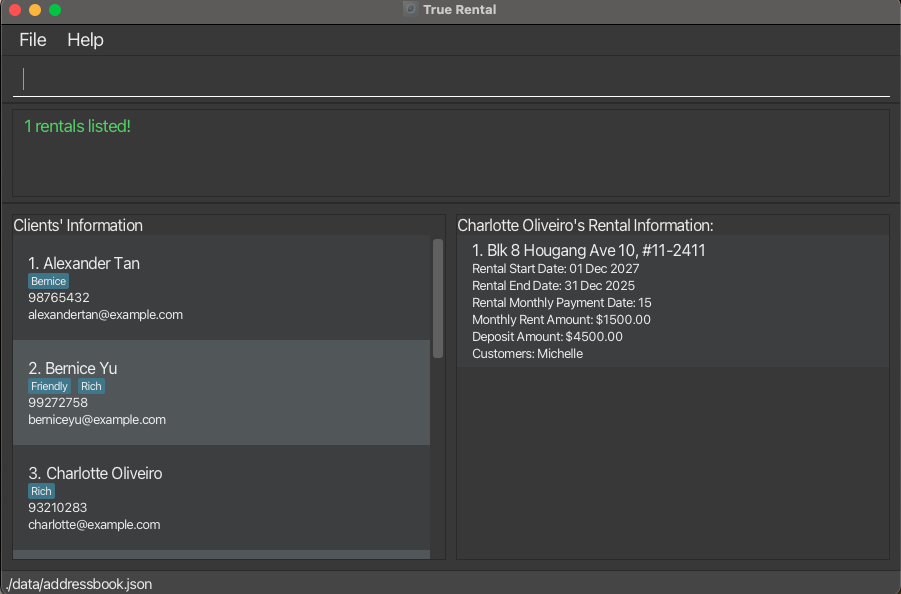 True Rental
File Help
1 rentals listed!
Clients' Information
1. Alexander Tan
Bernice
98765432
alexandertan@example.com
2. Bernice Yu
Friendly Rich
99272758
berniceyu@example.com
3. Charlotte Oliveiro
Rich
93210283
charlotte@example.com
Charlotte Oliveiro's Rental Information:
1. Blk 8 Hougang Ave 10, #11-2411
Rental Start Date: 01 Dec 2027
Rental End Date: 31 Dec 2025
Rental Monthly Payment Date: 15
Monthly Rent Amount: $1500.00
Deposit Amount: $4500.00
Customers: Michelle
./data/addressbook.json